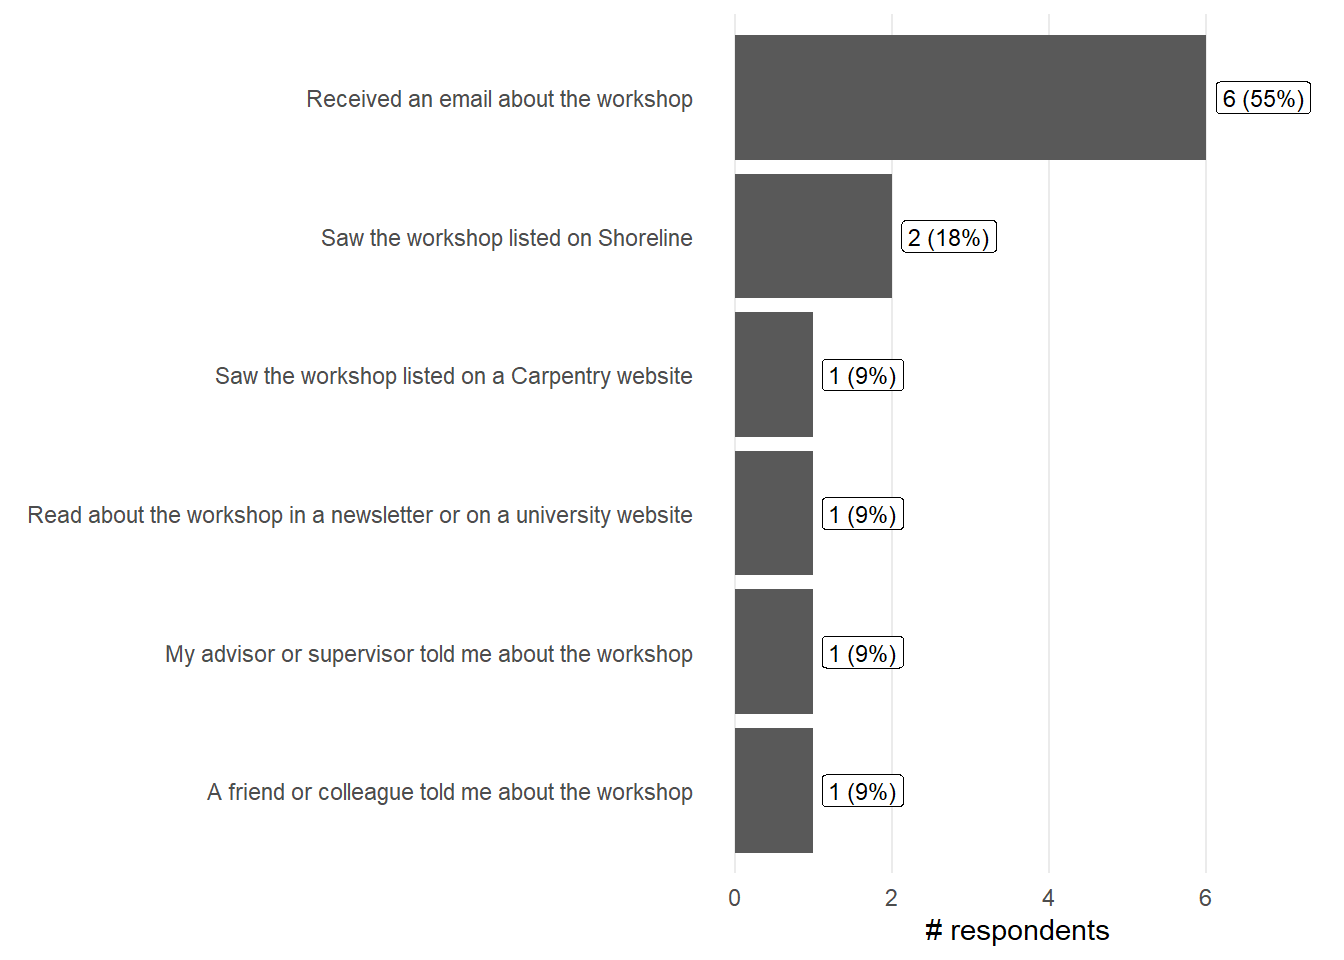 Received an email about the workshop
6 (55%)
Saw the workshop listed on Shoreline
2 (18%)
Saw the workshop listed on a Carpentry website
1 (9%)
Read about the workshop in a newsletter or on a university website
1 (9%)
My advisor or supervisor told me about the workshop
1 (9%)
A friend or colleague told me about the workshop
1 (9%)
0 2 4 6
# respondents